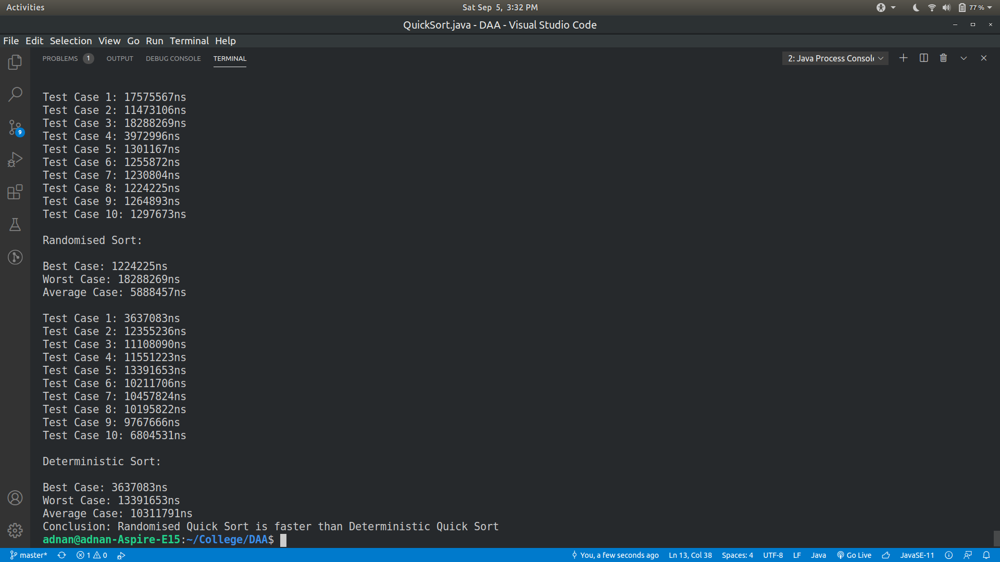 Activities
Sat Sep 5, 3:32 PM
77 %
QuickSort.java - DAA - Visual Studio Code
File Edit Selection View Go Run Terminal Help
PROBLEMS 1 OUTPUT DEBUG CONSOLE TERMINAL
2: Java Process Console
9
Test Case 1: 17575567ns
Test Case 2: 11473106ns
Test Case 3: 18288269ns
Test Case 4: 3972996ns
Test Case 5: 1301167ns
Test Case 6: 1255872ns
Test Case 7: 1230804ns
Test Case 8: 1224225ns
Test Case 9: 1264893ns
Test Case 10: 1297673ns
Randomised Sort:
Best Case: 1224225ns
Worst Case: 18288269ns
Average Case: 5888457ns
Test Case 1: 3637083ns
Test Case 2: 12355236ns
Test Case 3: 11108090ns
Test Case 4: 11551223ns
Test Case 5: 13391653ns
Test Case 6: 10211706ns
Test Case 7: 10457824ns
Test Case 8: 10195822ns
Test Case 9: 9767666ns
Test Case 10: 6804531ns
Deterministic Sort:
Best Case: 3637083ns
Worst Case: 13391653ns
Average Case: 10311791ns
Conclusion: Randomised Quick Sort is faster than Deterministic Quick Sort
adnan@adnan-Aspire-E15:~/College/DAA$
master* 1 0 You, a few seconds ago Ln 13, Col 38 Spaces: 4 UTF-8 LF Java Go Live JavaSE-11